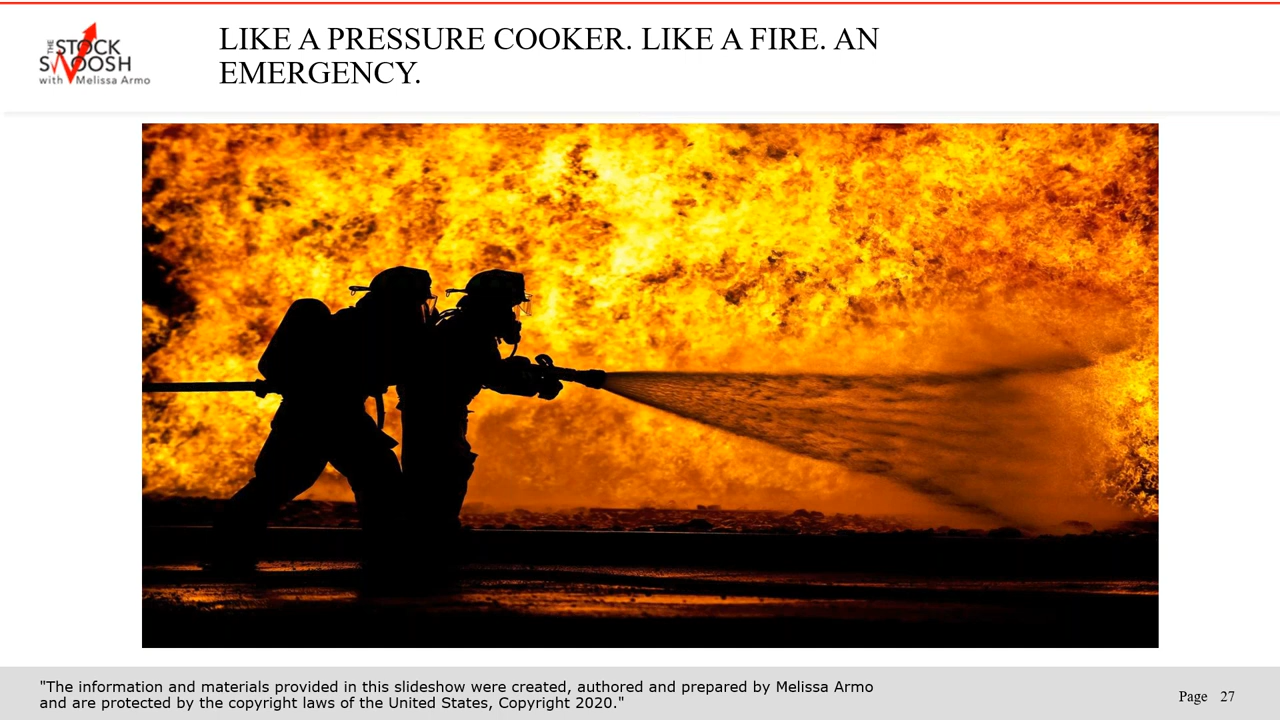 THE
STOCK
SWOOSH
with Melissa Armo
LIKE A PRESSURE COOKER. LIKE A FIRE. AN
EMERGENCY.
"The information and materials provided in this slideshow were created, authored and prepared by Melissa Armo
and are protected by the copyright laws of the United States, Copyright 2020."
Page 27